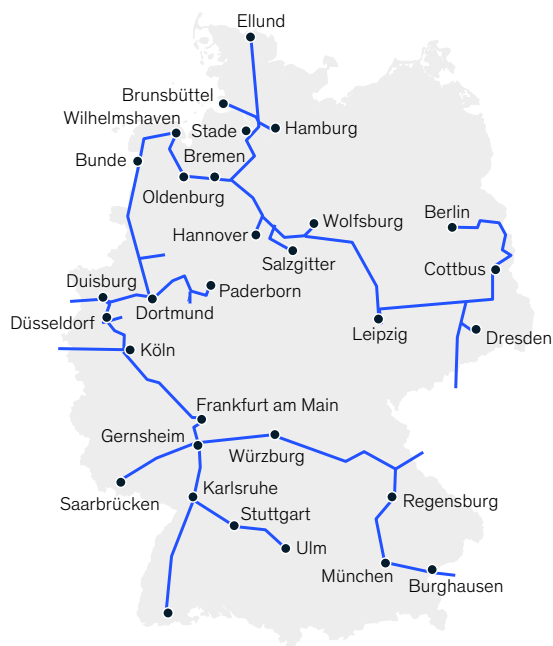 Ellund
Brunsbüttel
Wilhelmshaven
Stade
Hamburg
Bunde
Bremen
Oldenburg
Hannover
Wolfsburg
Salzgitter
Berlin
Cottbus
Duisburg
Paderborn
Düsseldorf
Dortmund
Leipzig
Dresden
Köln
Frankfurt am Main
Gernsheim
Würzburg
Saarbrücken
Karlsruhe
Regensburg
Stuttgart
Ulm
München
Burghausen